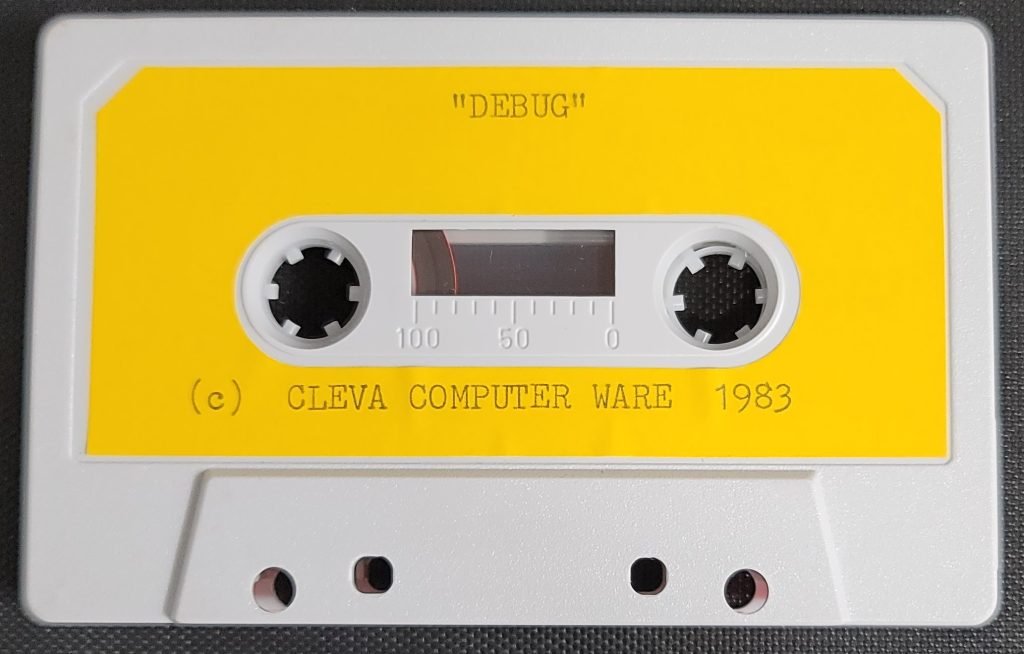 "DEBUG"
100 50 0
(c) CLEVA COMPUTER WARE 1983